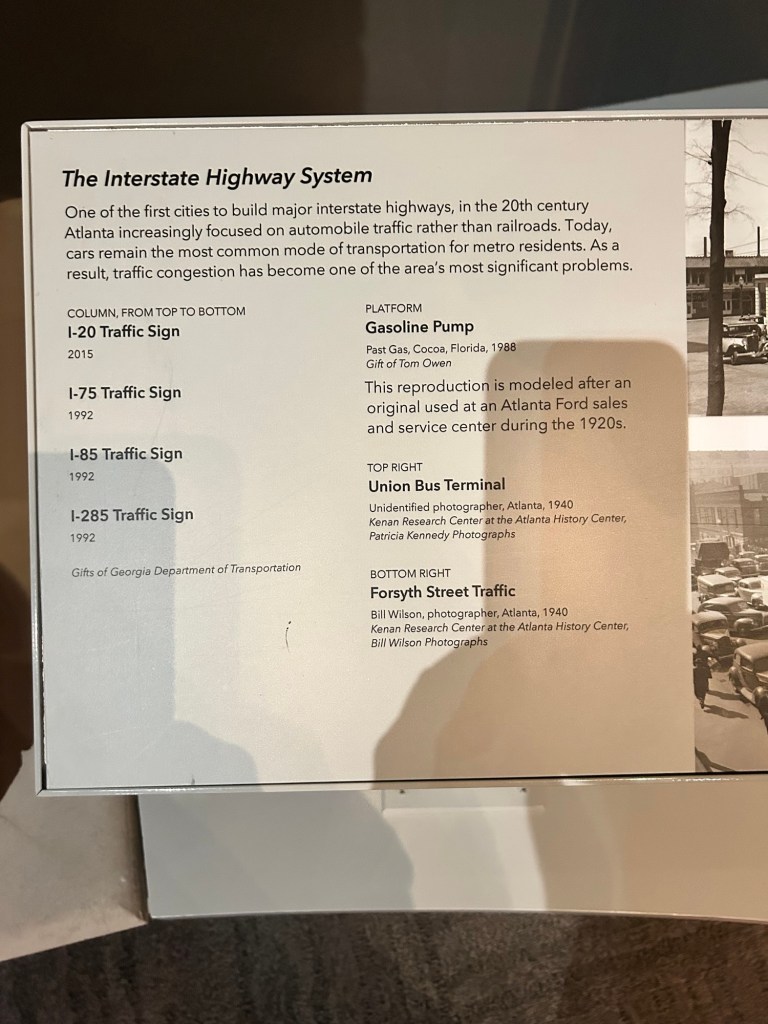 The Interstate Highway System
One of the first cities to build major interstate highways, in the 20th century
Atlanta increasingly focused on automobile traffic rather than railroads. Today,
cars remain the most common mode of transportation for metro residents. As a
result, traffic congestion has become one of the area's most significant problems.
COLUMN, FROM TOP TO BOTTOM
I-20 Traffic Sign
2015
I-75 Traffic Sign
1992
I-85 Traffic Sign
1992
I-285 Traffic Sign
1992
Gifts of Georgia Department of Transportation
PLATFORM
Gasoline Pump
Past Gas, Cocoa, Florida, 1988
Gift of Tom Owen
This reproduction is modeled after an
original used at an Atlanta Ford sales
and service center during the 1920s.
TOP RIGHT
Union Bus Terminal
Unidentified photographer, Atlanta, 1940
Kenan Research Center at the Atlanta History Center,
Patricia Kennedy Photographs
BOTTOM RIGHT
Forsyth Street Traffic
Bill Wilson, photographer, Atlanta, 1940
Kenan Research Center at the Atlanta History Center,
Bill Wilson Photographs